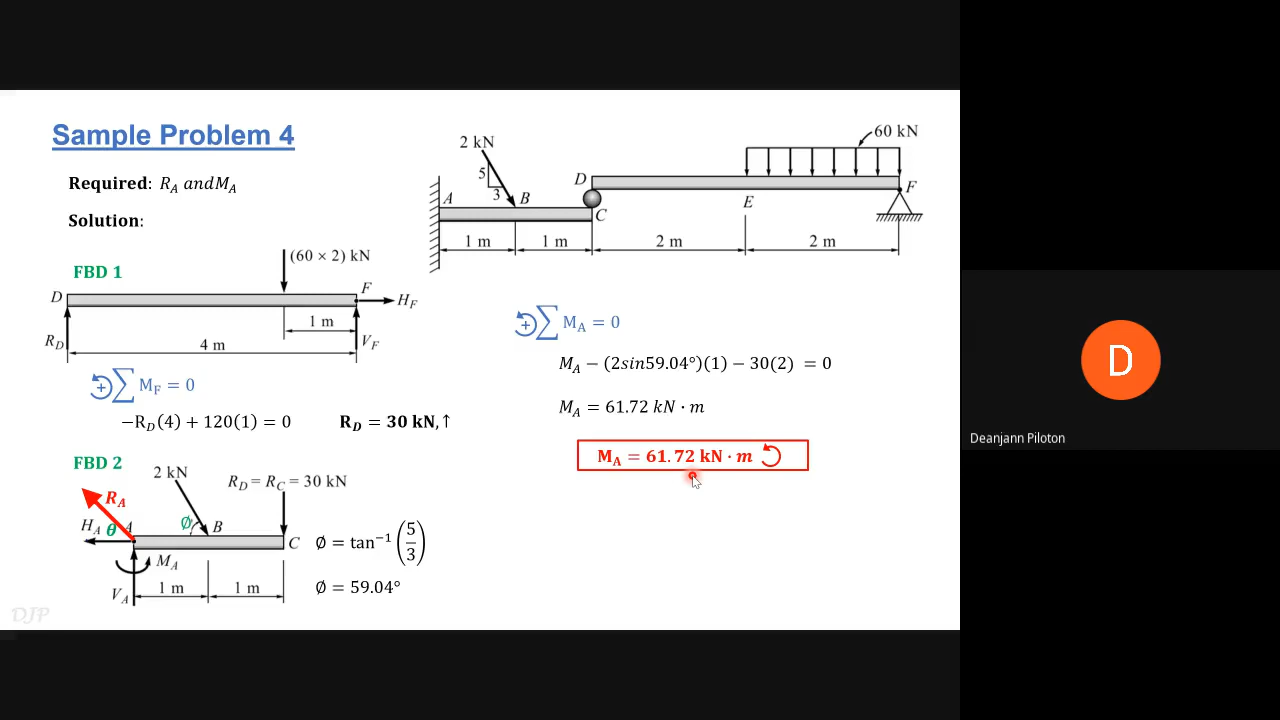 Sample Problem 4
Required: R_A andM_A
Solution:
2 kN
5
3
A
B
C
D
E
F
60 kN
1 m
1 m
2 m
2 m
FBD 1
(60 × 2) kN
D
F
H_F
1 m
R_D
V_F
4 m
+ ∑ M_F = 0
−R_D(4) + 120(1) = 0
R_D = 30 kN,↑
FBD 2
2 kN
R_D = R_C = 30 kN
R_A
H_A
θ
A
∅
B
C
M_A
V_A
1 m
1 m
∅ = tan⁻¹(5/3)
∅ = 59.04°
+ ∑ M_A = 0
M_A − (2sin59.04°)(1) − 30(2) = 0
M_A = 61.72 kN · m
M_A = 61.72 kN · m
DJP
D
Deanjann Piloton